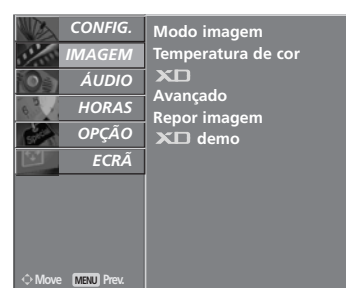 CONFIG.
IMAGEM
ÁUDIO
HORAS
OPÇÃO
ECRÃ
Modo imagem
Temperatura de cor
XD
Avançado
Repor imagem
XD demo
Move MENU Prev.